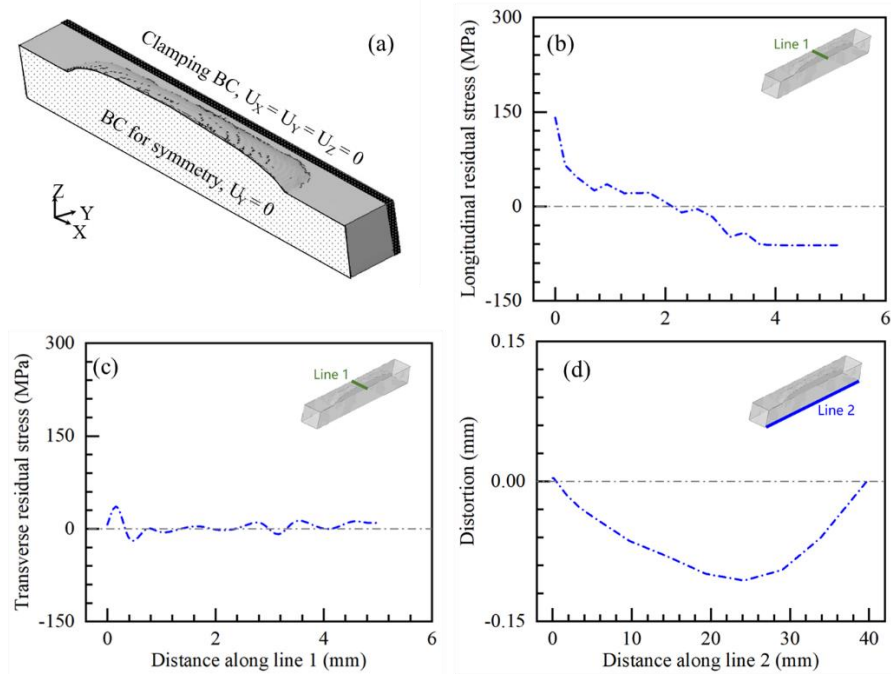 (a)
Clamping BC, U_X = U_Y = U_Z = 0
BC for symmetry, U_Y = 0
Z
Y
X
(b)
Line 1
Longitudinal residual stress (MPa)
300
150
0
-150
0 2 4 6
(c)
Line 1
Transverse residual stress (MPa)
300
150
0
-150
0 2 4 6
Distance along line 1 (mm)
(d)
Line 2
Distortion (mm)
0.15
0.00
-0.15
0 10 20 30 40
Distance along line 2 (mm)